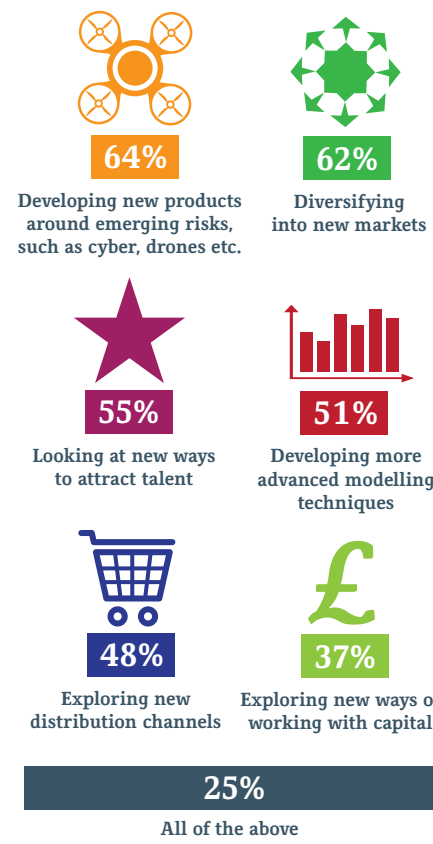 64%
Developing new products
around emerging risks,
such as cyber, drones etc.
62%
Diversifying
into new markets
55%
Looking at new ways
to attract talent
51%
Developing more
advanced modelling
techniques
48%
Exploring new
distribution channels
£
37%
Exploring new ways o
working with capital
25%
All of the above